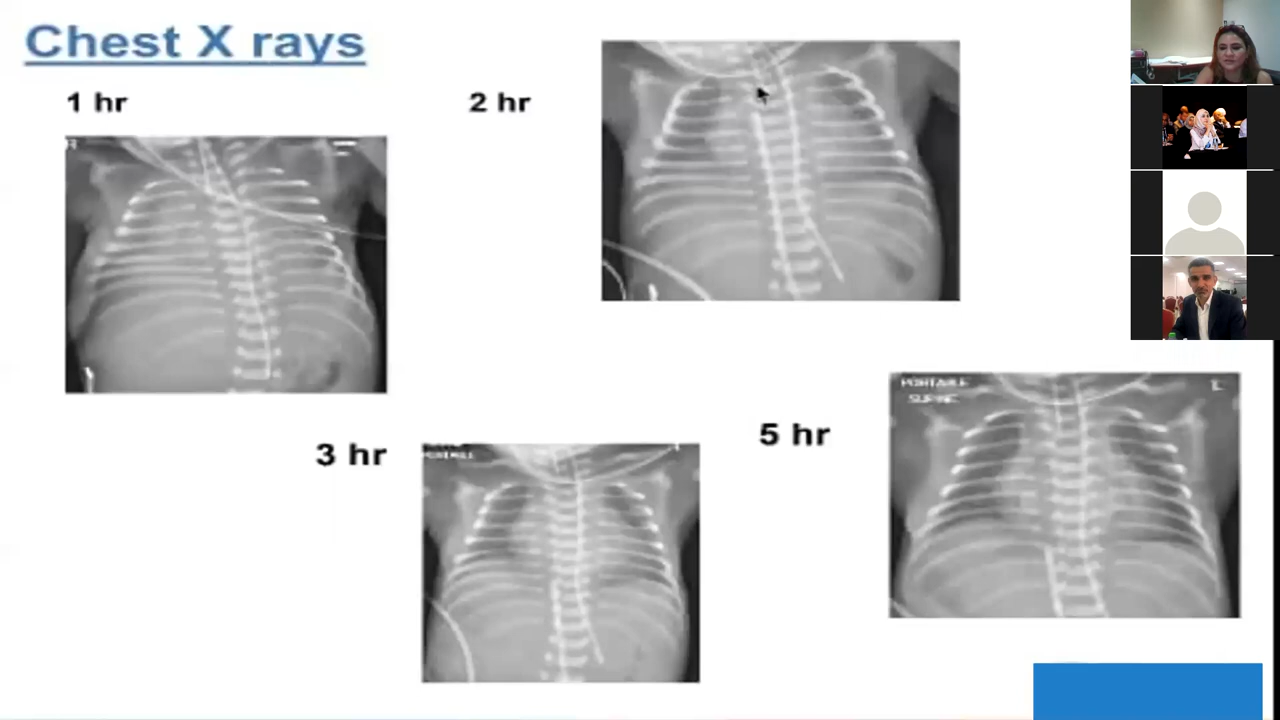 Chest X rays
1 hr
2 hr
3 hr
5 hr
PORTABLE
SUPINE
L